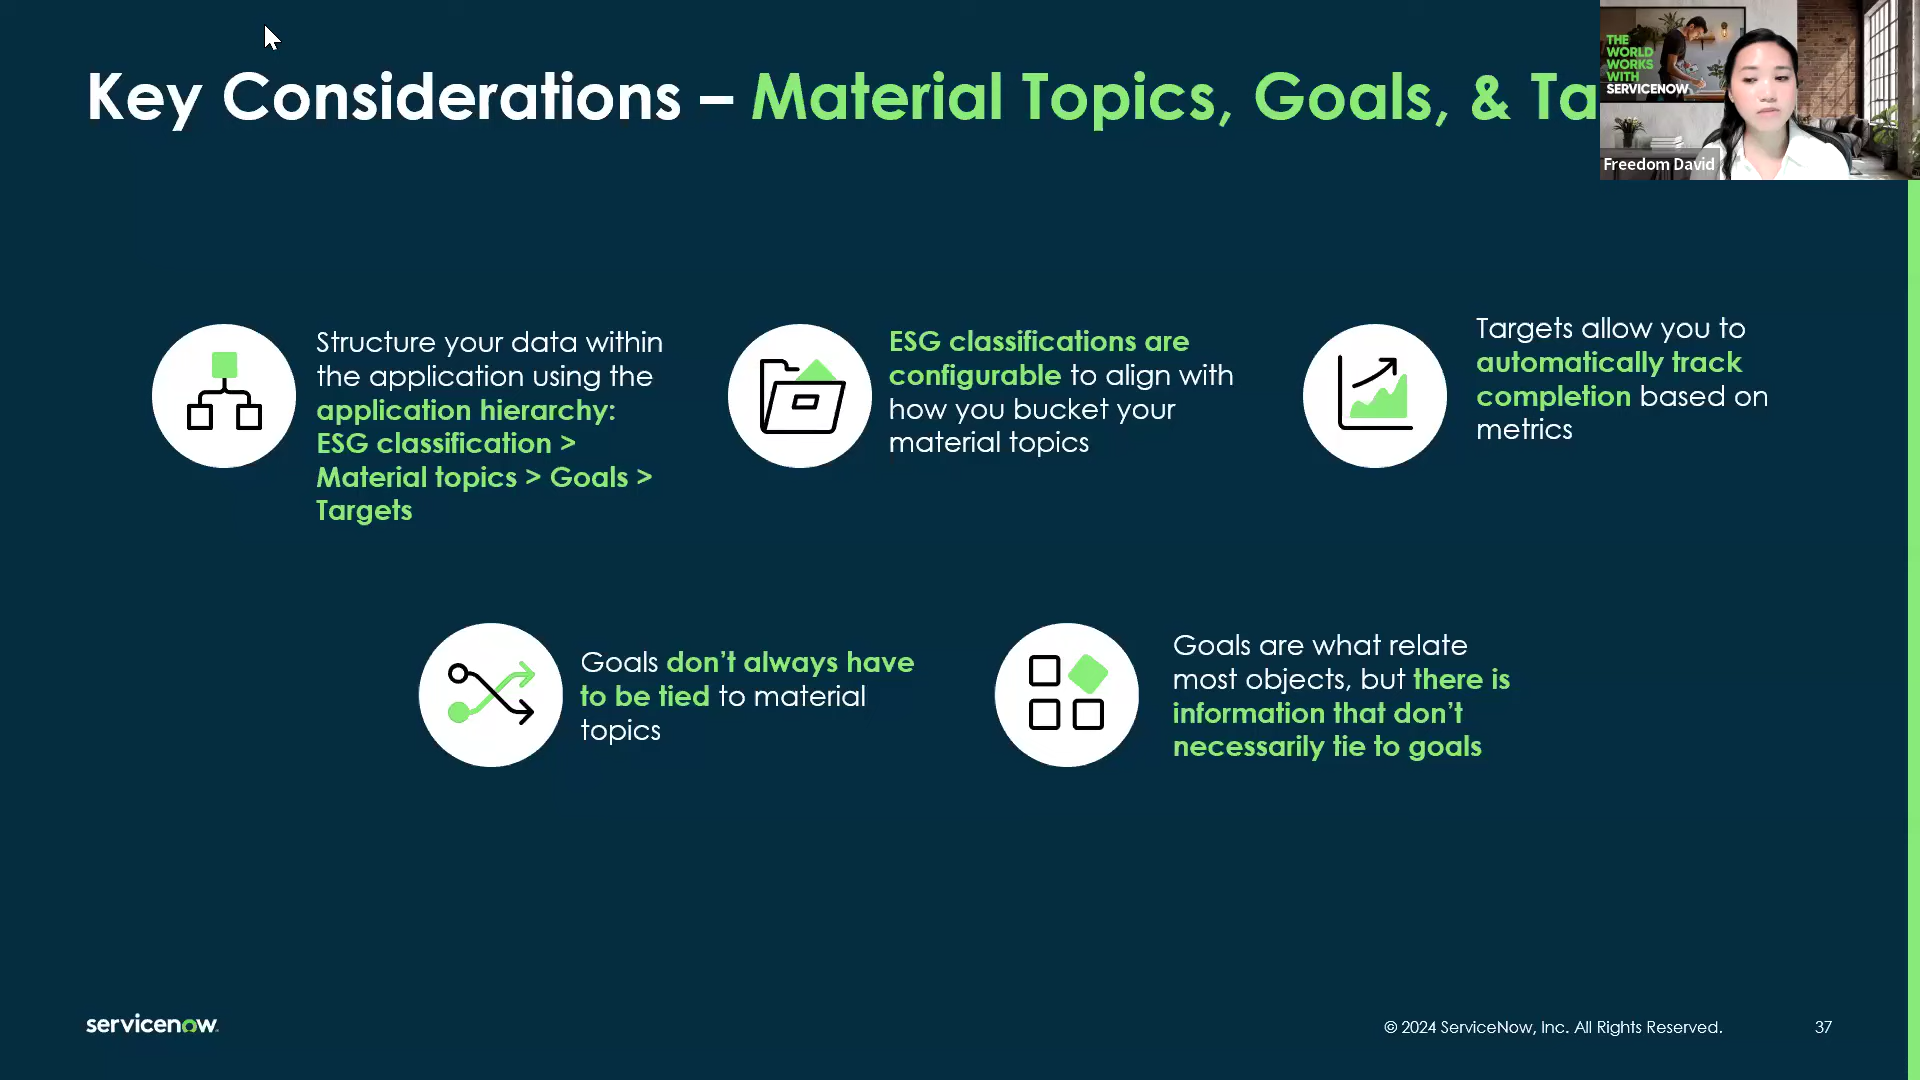 Key Considerations – Material Topics, Goals, & Ta
THE
WORLD
WORKS
WITH
SERVICENOW
Freedom David
Structure your data within
the application using the
application hierarchy:
ESG classification >
Material topics > Goals >
Targets
ESG classifications are
configurable to align with
how you bucket your
material topics
Targets allow you to
automatically track
completion based on
metrics
Goals don’t always have
to be tied to material
topics
Goals are what relate
most objects, but there is
information that don’t
necessarily tie to goals
servicenow
© 2024 ServiceNow, Inc. All Rights Reserved.
37